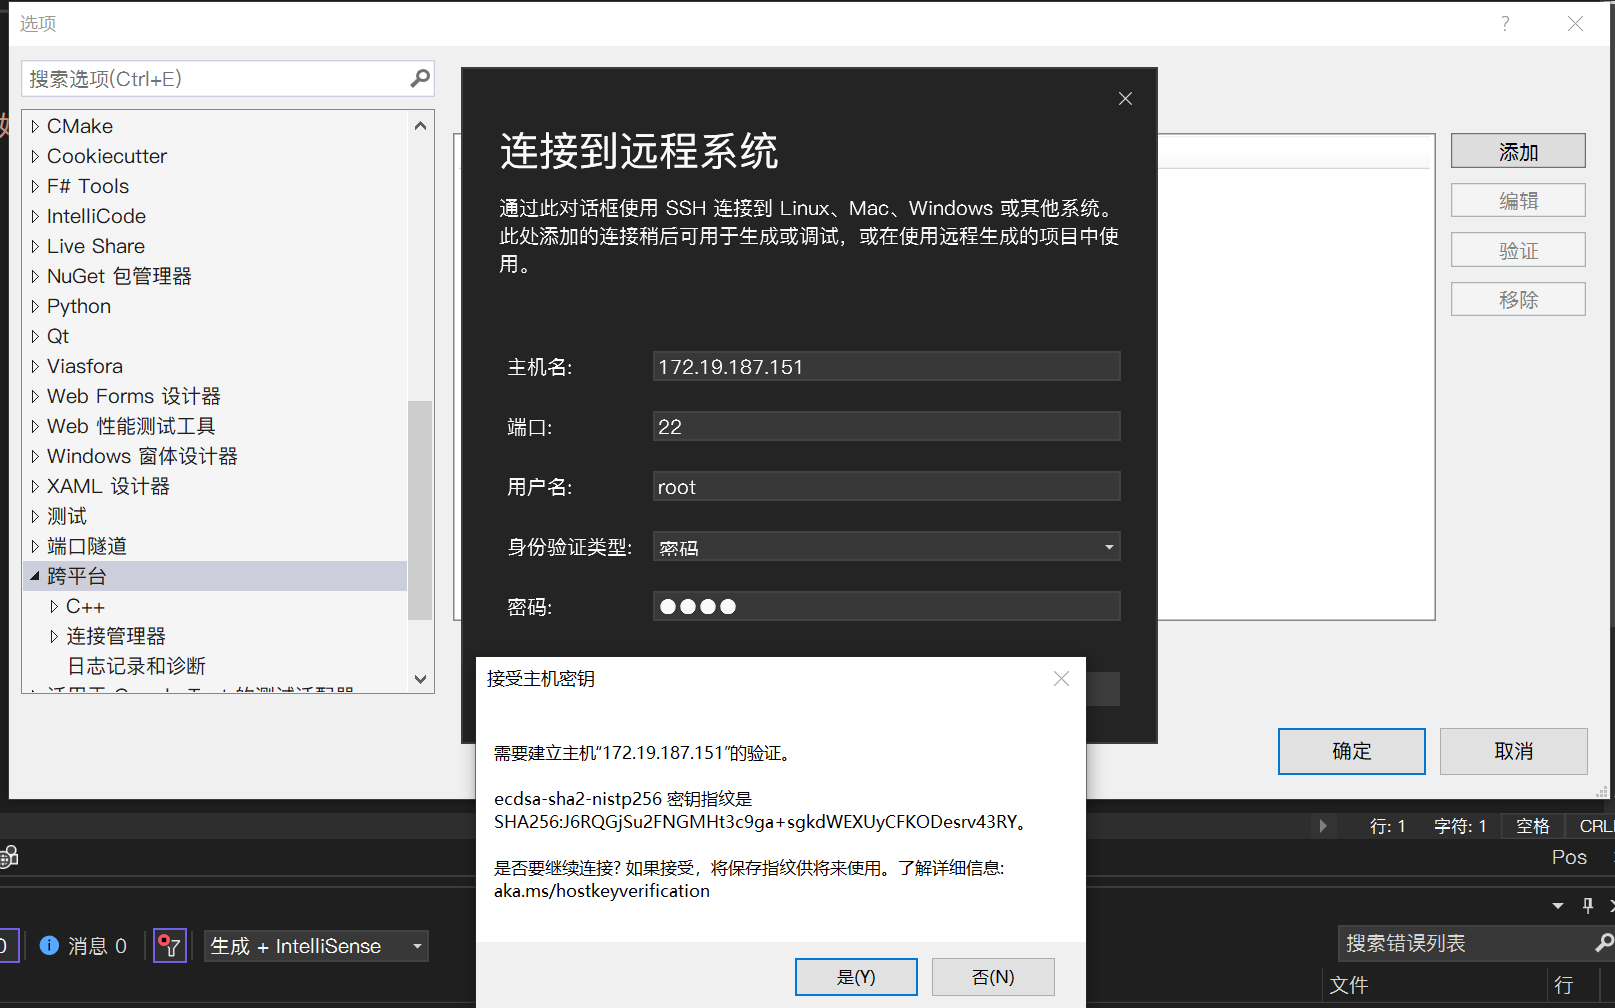 选项
搜索选项(Ctrl+E)
CMake
Cookiecutter
F# Tools
IntelliCode
Live Share
NuGet 包管理器
Python
Qt
Viasfora
Web Forms 设计器
Web 性能测试工具
Windows 窗体设计器
XAML 设计器
测试
端口隧道
跨平台
C++
连接管理器
日志记录和诊断
连接到远程系统
通过此对话框使用 SSH 连接到 Linux、Mac、Windows 或其他系统。
此处添加的连接稍后可用于生成或调试，或在使用远程生成的项目中使
用。
主机名: 172.19.187.151
端口: 22
用户名: root
身份验证类型: 密码
密码: ●●●●
添加
编辑
验证
移除
确定
取消
接受主机密钥
需要建立主机“172.19.187.151”的验证。
ecdsa-sha2-nistp256 密钥指纹是
SHA256:J6RQGjSu2FNGMHt3c9ga+sgkdWEXUyCFKODesrv43RY。
是否要继续连接? 如果接受，将保存指纹供将来使用。了解详细信息:
aka.ms/hostkeyverification
是(Y)
否(N)
行: 1 字符: 1 空格 CRL
Pos
消息 0
生成 + IntelliSense
搜索错误列表
文件 行